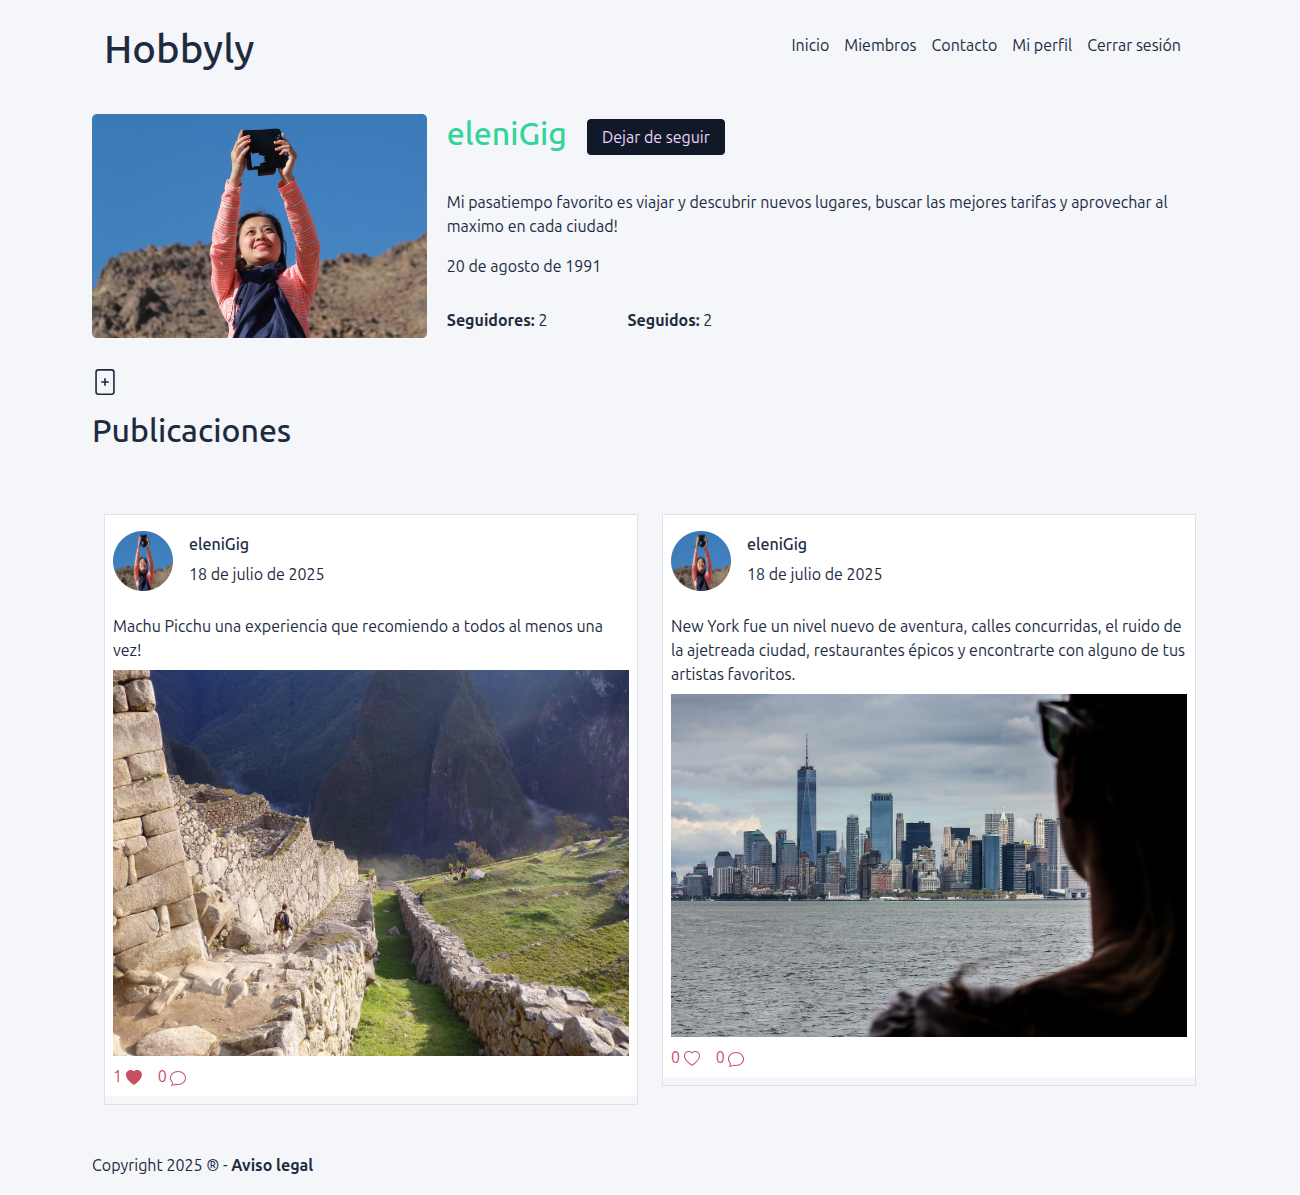 Hobbyly
Inicio Miembros Contacto Mi perfil Cerrar sesión
eleniGig
Dejar de seguir
Mi pasatiempo favorito es viajar y descubrir nuevos lugares, buscar las mejores tarifas y aprovechar al
maximo en cada ciudad!
20 de agosto de 1991
Seguidores: 2 Seguidos: 2
Publicaciones
eleniGig
18 de julio de 2025
Machu Picchu una experiencia que recomiendo a todos al menos una
vez!
1 0
eleniGig
18 de julio de 2025
New York fue un nivel nuevo de aventura, calles concurridas, el ruido de
la ajetreada ciudad, restaurantes épicos y encontrarte con alguno de tus
artistas favoritos.
0 0
Copyright 2025 ® - Aviso legal